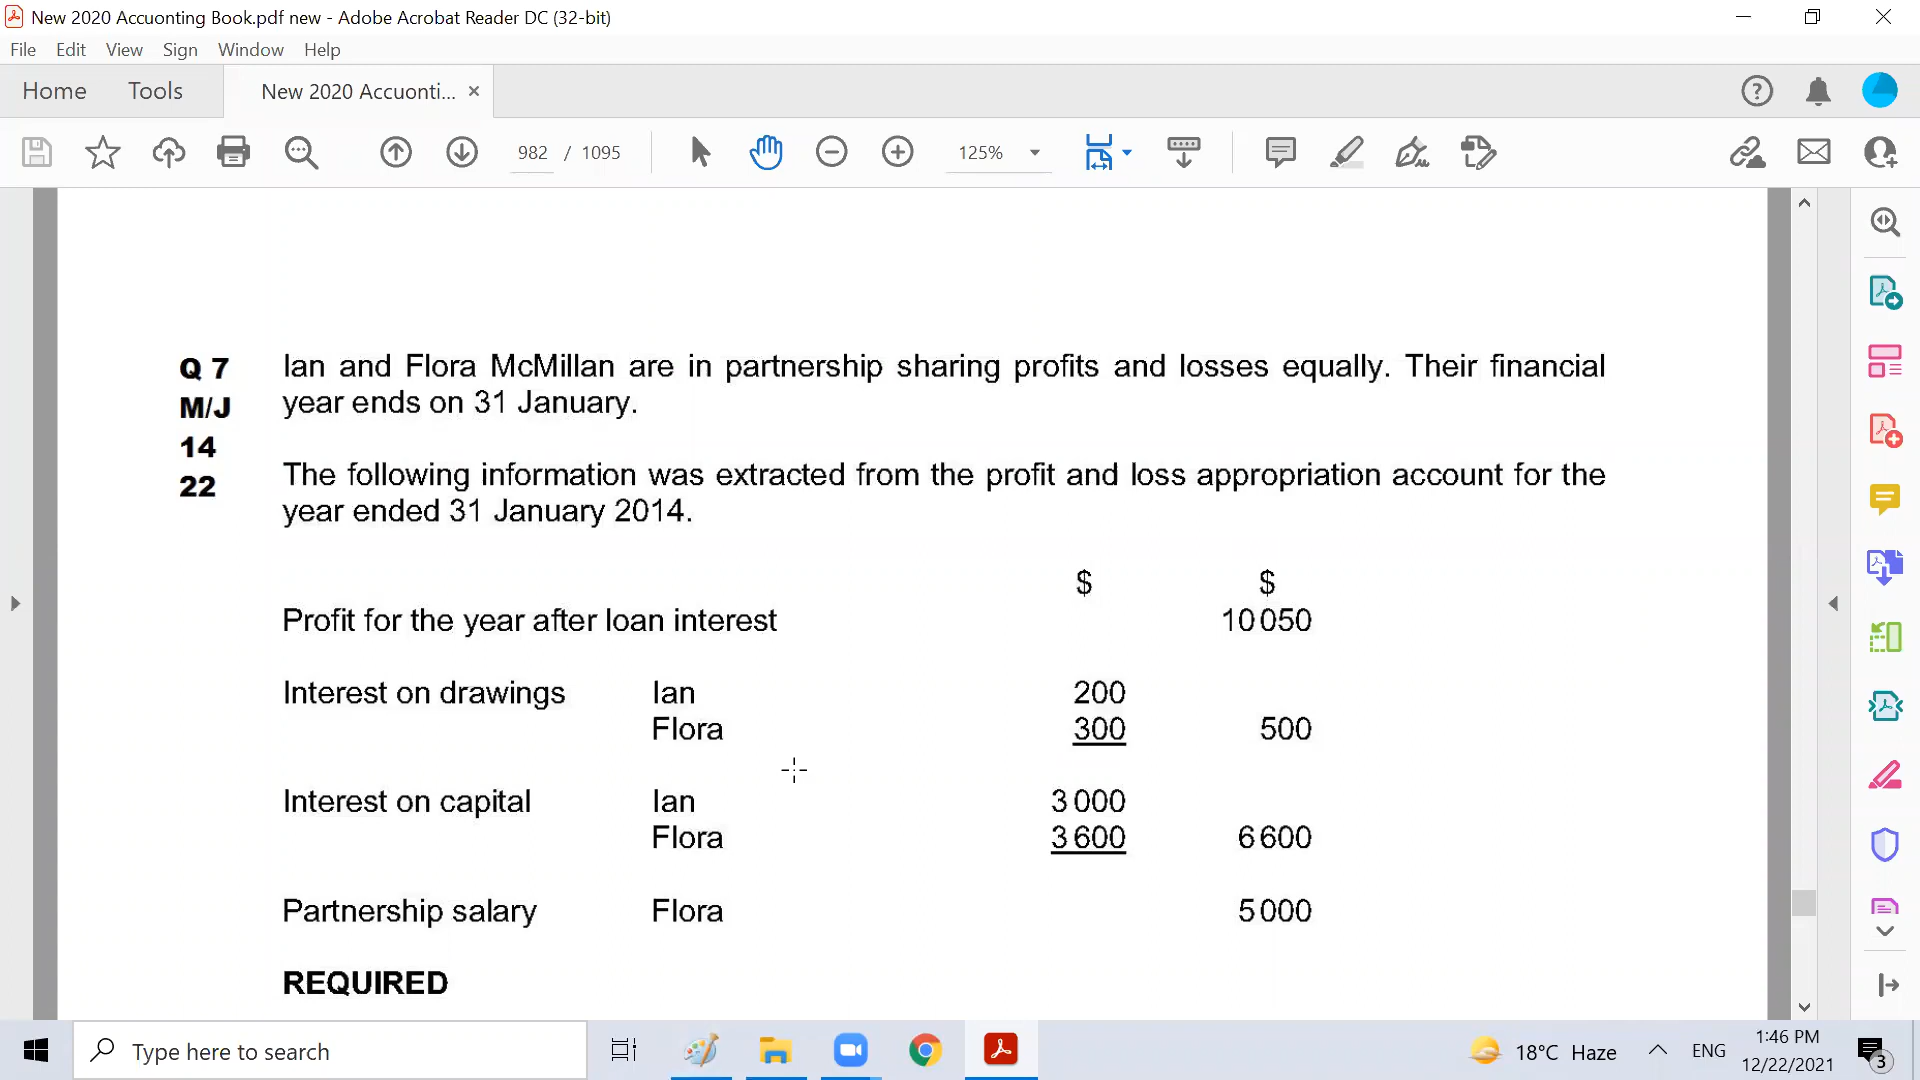 New 2020 Accuonting Book.pdf new - Adobe Acrobat Reader DC (32-bit)
File Edit View Sign Window Help
Home Tools New 2020 Accuonti... ×
982 / 1095 125%
Q 7 Ian and Flora McMillan are in partnership sharing profits and losses equally. Their financial
M/J year ends on 31 January.
14
22 The following information was extracted from the profit and loss appropriation account for the
year ended 31 January 2014.
$ $
Profit for the year after loan interest 10 050
Interest on drawings Ian 200
Flora 300 500
Interest on capital Ian 3 000
Flora 3 600 6 600
Partnership salary Flora 5 000
REQUIRED
Type here to search
18°C Haze ENG 1:46 PM
12/22/2021 3